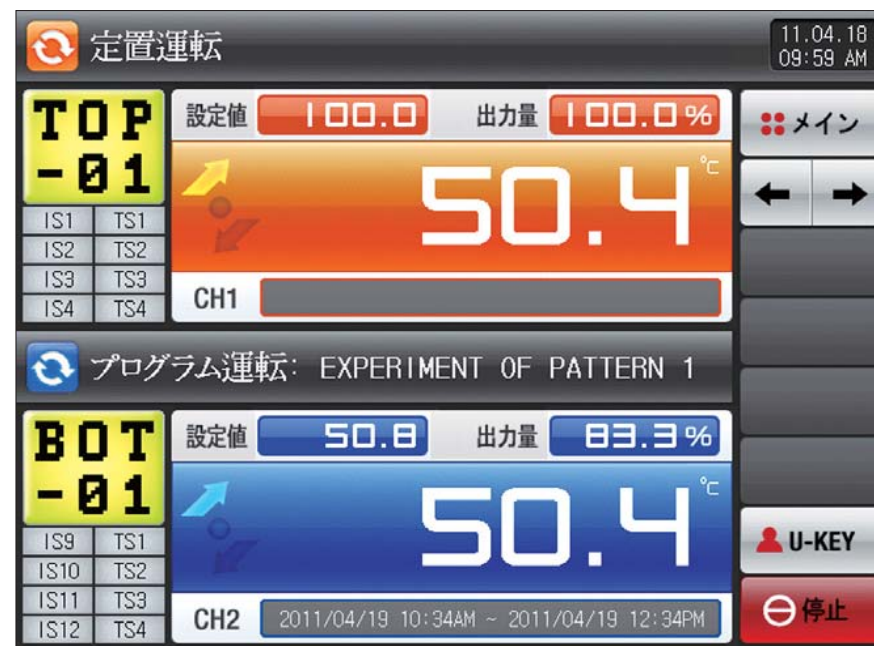 定置運転
11.04.18
09:59 AM
TOP
-01
設定値 100.0 出力量 100.0%
50.4 ℃
IS1 TS1
IS2 TS2
IS3 TS3
IS4 TS4
CH1
メイン
← →
プログラム運転: EXPERIMENT OF PATTERN 1
BOT
-01
設定値 50.8 出力量 83.3%
50.4 ℃
IS9 TS1
IS10 TS2
IS11 TS3
IS12 TS4
CH2 2011/04/19 10:34AM ~ 2011/04/19 12:34PM
U-KEY
停止